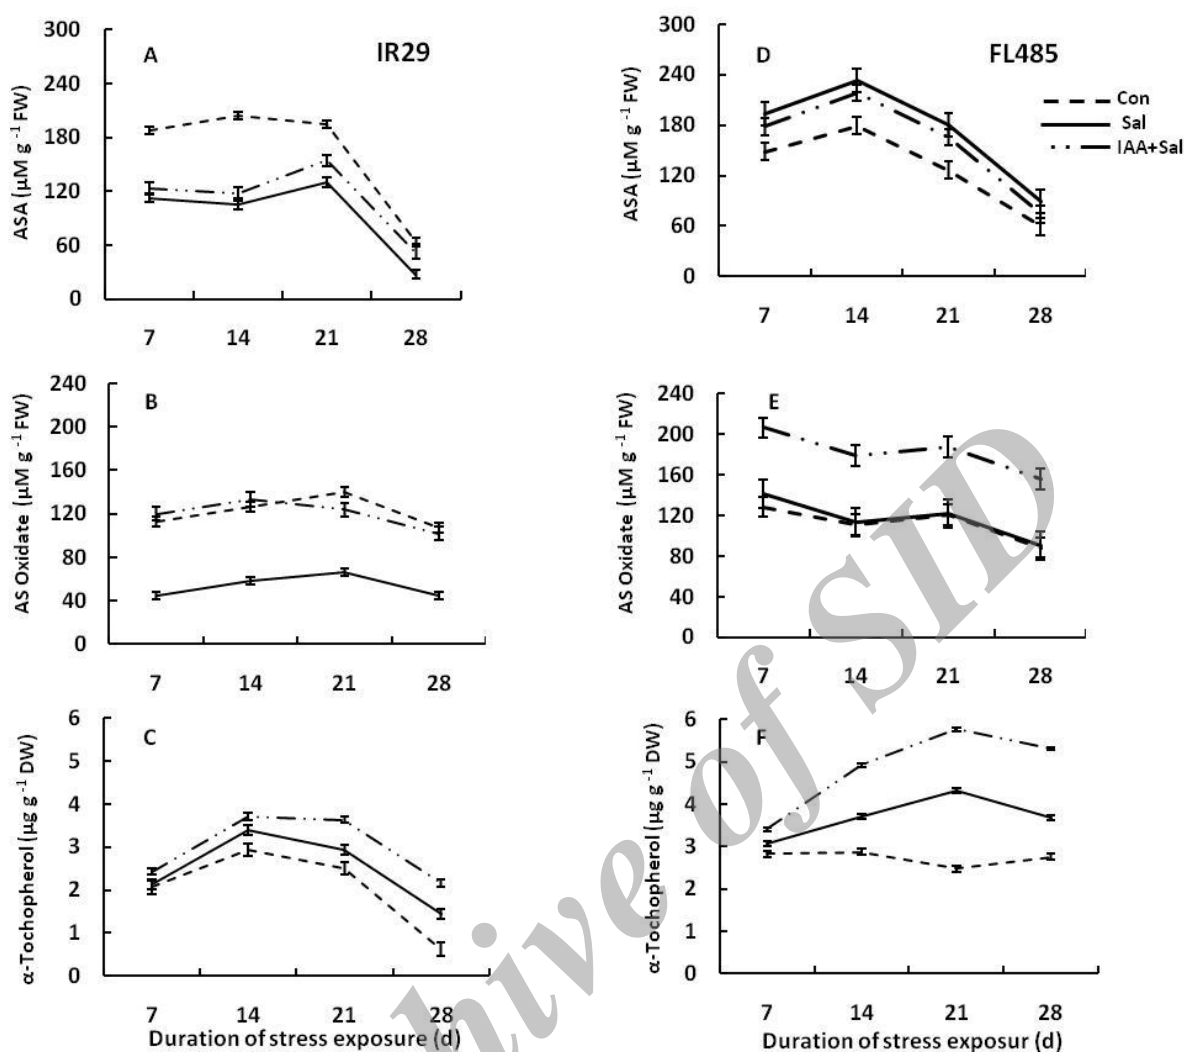 A IR29
ASA (µM g⁻¹ FW)
300
240
180
120
60
0
7 14 21 28
D FL485
ASA (µM g⁻¹ FW)
300
240
180
120
60
0
7 14 21 28
Con
Sal
IAA+Sal
B
AS Oxidate (µM g⁻¹ FW)
240
200
160
120
80
40
0
7 14 21 28
E
AS Oxidate (µM g⁻¹ FW)
240
200
160
120
80
40
0
7 14 21 28
C
α-Tochopherol (µg g⁻¹ DW)
6
5
4
3
2
1
0
7 14 21 28
Duration of stress exposure (d)
F
α-Tochopherol (µg g⁻¹ DW)
6
5
4
3
2
1
0
7 14 21 28
Duration of stress exposur (d)
hive of SID